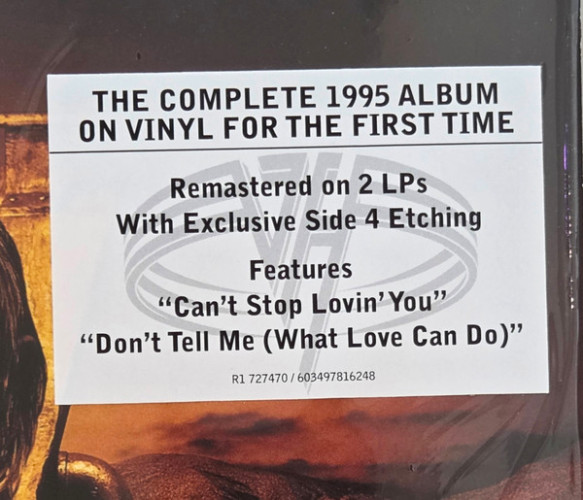 THE COMPLETE 1995 ALBUM
ON VINYL FOR THE FIRST TIME
Remastered on 2 LPs
With Exclusive Side 4 Etching
Features
“Can’t Stop Lovin’ You”
“Don’t Tell Me (What Love Can Do)”
R1 727470 / 603497816248